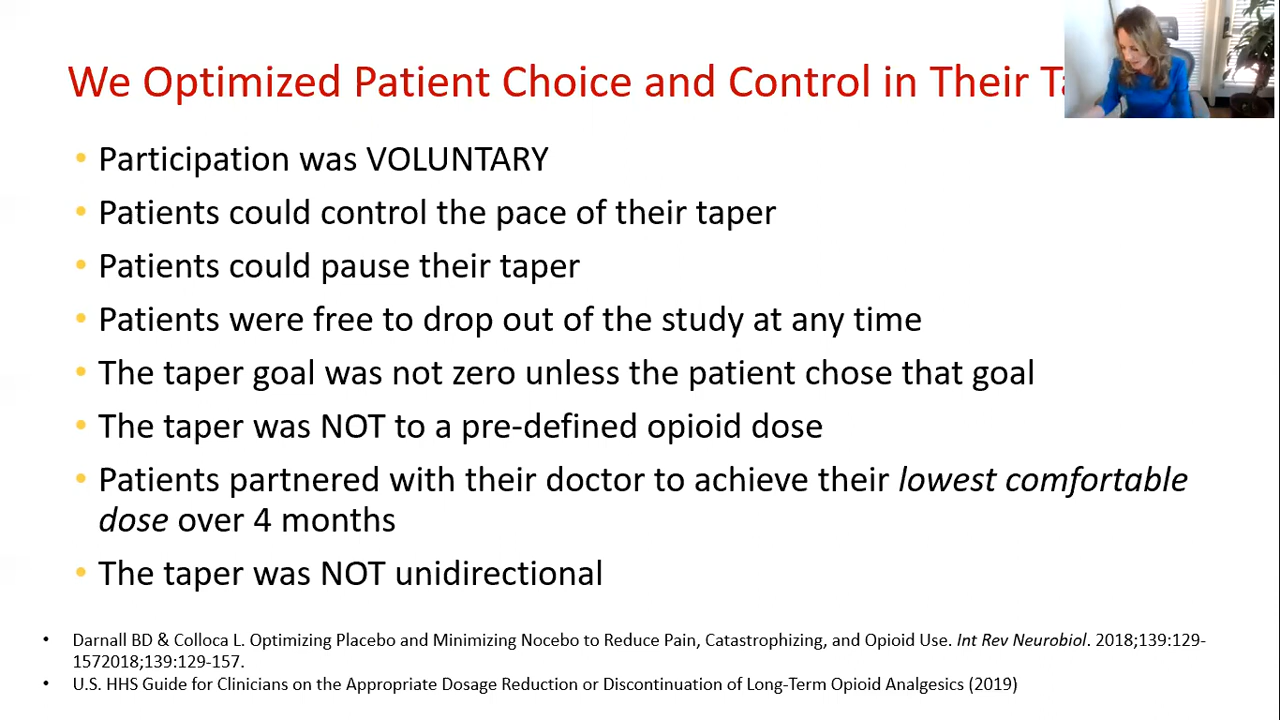 We Optimized Patient Choice and Control in Their
• Participation was VOLUNTARY
• Patients could control the pace of their taper
• Patients could pause their taper
• Patients were free to drop out of the study at any time
• The taper goal was not zero unless the patient chose that goal
• The taper was NOT to a pre-defined opioid dose
• Patients partnered with their doctor to achieve their lowest comfortable
dose over 4 months
• The taper was NOT unidirectional
• Darnall BD & Colloca L. Optimizing Placebo and Minimizing Nocebo to Reduce Pain, Catastrophizing, and Opioid Use. Int Rev Neurobiol. 2018;139:129-
1572018;139:129-157.
• U.S. HHS Guide for Clinicians on the Appropriate Dosage Reduction or Discontinuation of Long-Term Opioid Analgesics (2019)